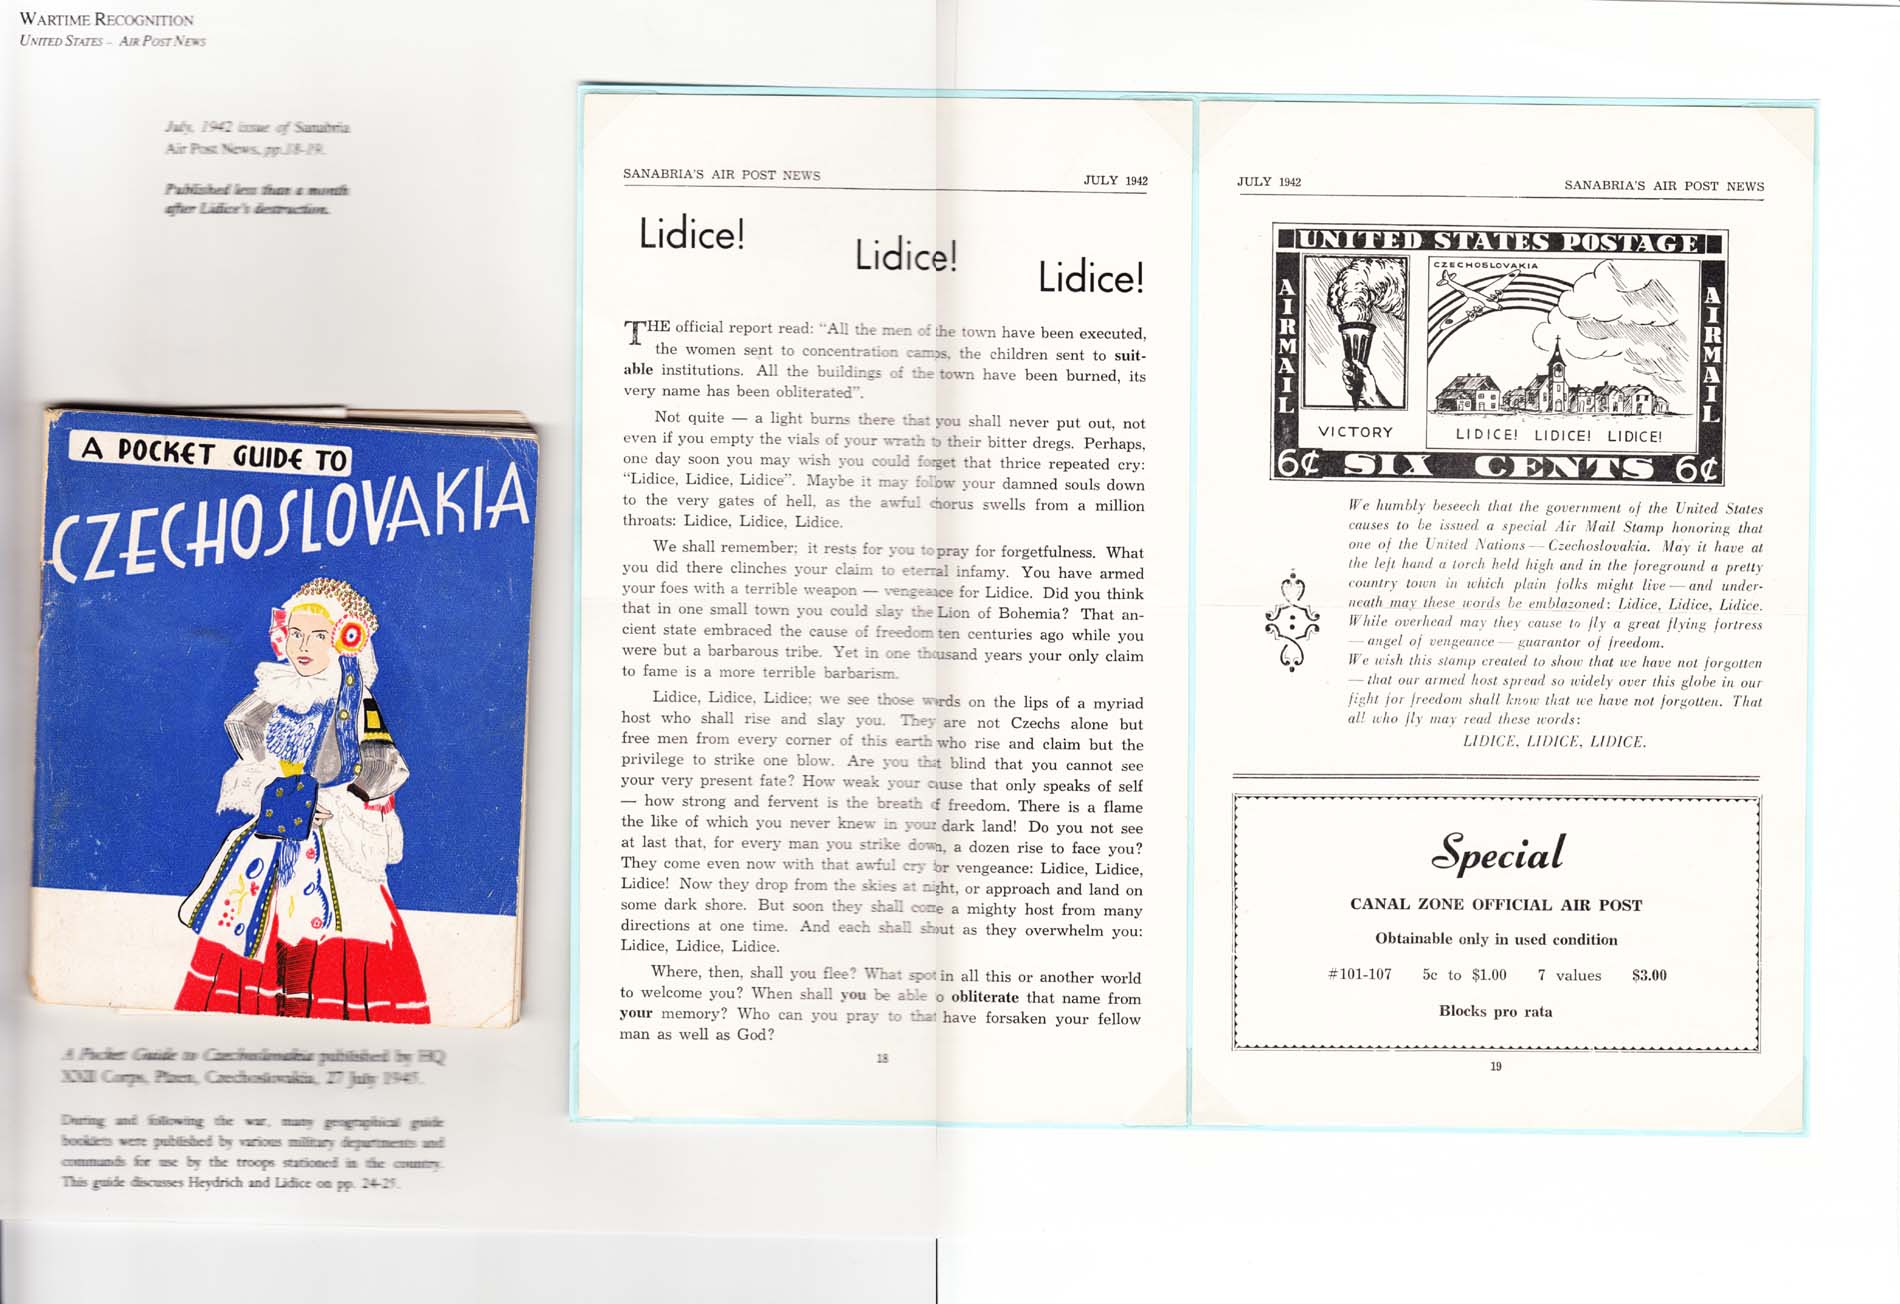 WARTIME RECOGNITION
UNITED STATES – AIR POST NEWS
July, 1942 issue of Sanabria
Air Post News, pp.18-19.
Published less than a month
after Lidice's destruction.
A POCKET GUIDE TO
CZECHOSLOVAKIA
A Pocket Guide to Czechoslovakia published by HQ
XXII Corps, Plzen, Czechoslovakia, 27 July 1945.
During and following the war, many geographical guide
booklets were published by various military departments and
commands for use by the troops stationed in the country.
This guide discusses Heydrich and Lidice on pp. 24-25.
SANABRIA'S AIR POST NEWS
JULY 1942
Lidice!
Lidice!
Lidice!
THE official report read: "All the men of the town have been executed,
the women sent to concentration camps, the children sent to suit-
able institutions. All the buildings of the town have been burned, its
very name has been obliterated".
Not quite — a light burns there that you shall never put out, not
even if you empty the vials of your wrath to their bitter dregs. Perhaps,
one day soon you may wish you could forget that thrice repeated cry:
"Lidice, Lidice, Lidice". Maybe it may follow your damned souls down
to the very gates of hell, as the awful chorus swells from a million
throats: Lidice, Lidice, Lidice.
We shall remember; it rests for you to pray for forgetfulness. What
you did there clinches your claim to eternal infamy. You have armed
your foes with a terrible weapon — vengeance for Lidice. Did you think
that in one small town you could slay the Lion of Bohemia? That an-
cient state embraced the cause of freedom ten centuries ago while you
were but a barbarous tribe. Yet in one thousand years your only claim
to fame is a more terrible barbarism.
Lidice, Lidice, Lidice; we see those words on the lips of a myriad
host who shall rise and slay you. They are not Czechs alone but
free men from every corner of this earth who rise and claim but the
privilege to strike one blow. Are you that blind that you cannot see
your very present fate? How weak your cause that only speaks of self
— how strong and fervent is the breath of freedom. There is a flame
the like of which you never knew in your dark land! Do you not see
at last that, for every man you strike down, a dozen rise to face you?
They come even now with that awful cry for vengeance: Lidice, Lidice,
Lidice! Now they drop from the skies at night, or approach and land on
some dark shore. But soon they shall come a mighty host from many
directions at one time. And each shall shout as they overwhelm you:
Lidice, Lidice, Lidice.
Where, then, shall you flee? What spot in all this or another world
to welcome you? When shall you be able o obliterate that name from
your memory? Who can you pray to that have forsaken your fellow
man as well as God?
18
JULY 1942
SANABRIA'S AIR POST NEWS
UNITED STATES POSTAGE
AIRMAIL
CZECHOSLOVAKIA
AIRMAIL
VICTORY
LIDICE! LIDICE! LIDICE!
6¢ SIX CENTS 6¢
We humbly beseech that the government of the United States
causes to be issued a special Air Mail Stamp honoring that
one of the United Nations — Czechoslovakia. May it have at
the left hand a torch held high and in the foreground a pretty
country town in which plain folks might live — and under-
neath may these words be emblazoned: Lidice, Lidice, Lidice.
While overhead may they cause to fly a great flying fortress
— angel of vengeance — guarantor of freedom.
We wish this stamp created to show that we have not forgotten
— that our armed host spread so widely over this globe in our
fight for freedom shall know that we have not forgotten. That
all who fly may read these words:
LIDICE, LIDICE, LIDICE.
Special
CANAL ZONE OFFICIAL AIR POST
Obtainable only in used condition
#101-107 5c to $1.00 7 values $3.00
Blocks pro rata
19